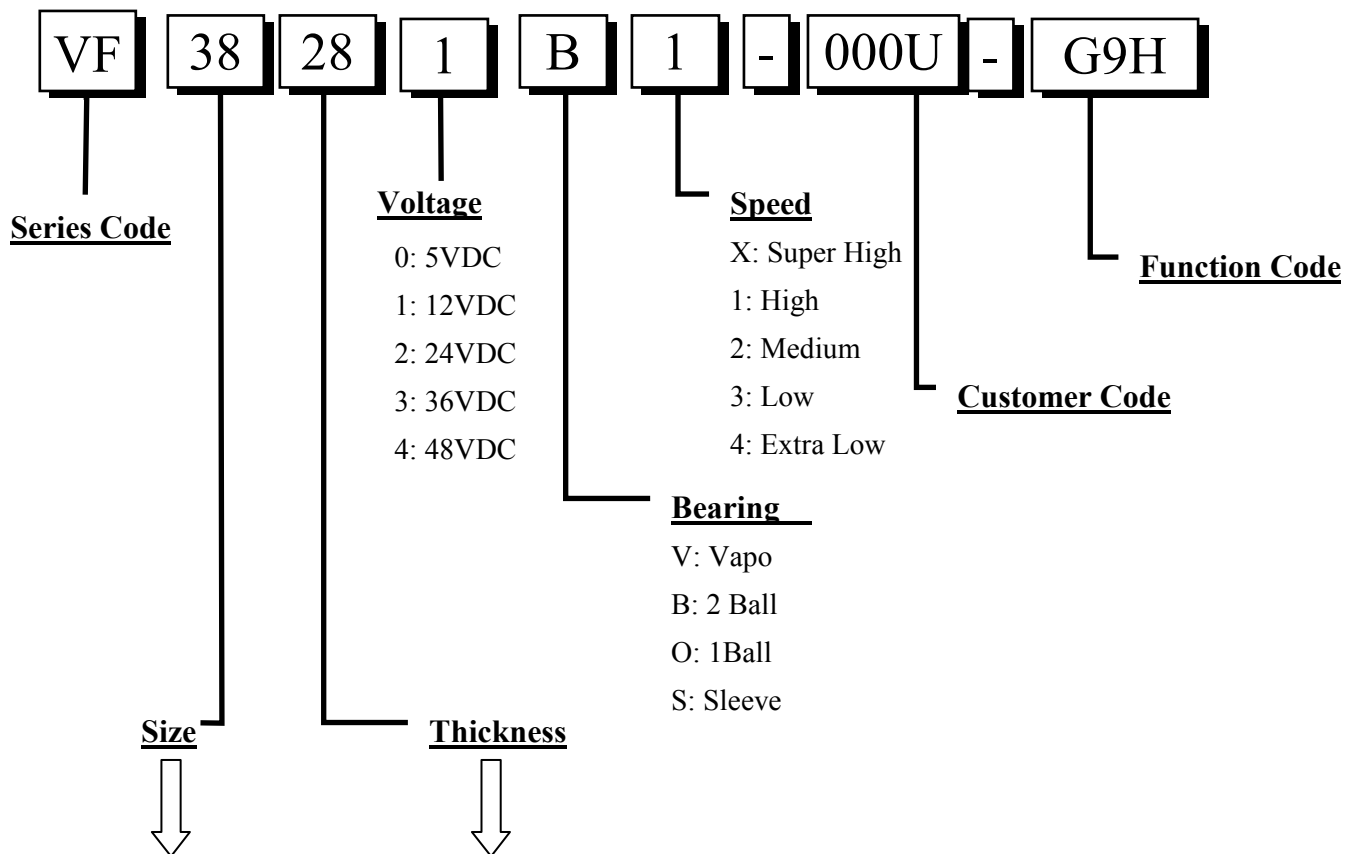 VF 38 28 1 B 1 - 000U - G9H
Series Code
Voltage
0: 5VDC
1: 12VDC
2: 24VDC
3: 36VDC
4: 48VDC
Speed
X: Super High
1: High
2: Medium
3: Low
4: Extra Low
Function Code
Customer Code
Bearing
V: Vapo
B: 2 Ball
O: 1Ball
S: Sleeve
Size
Thickness